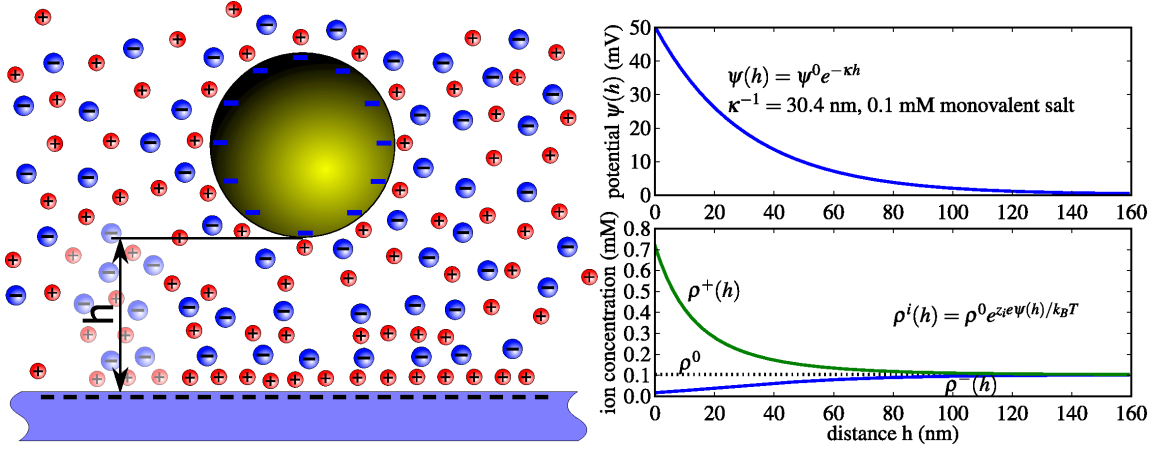 h
potential ψ(h) (mV)
50
40
30
20
10
0
ψ(h) = ψ⁰e^{−κh}
κ⁻¹ = 30.4 nm, 0.1 mM monovalent salt
0 20 40 60 80 100 120 140 160
ion concentration (mM)
0.8
0.7
0.6
0.5
0.4
0.3
0.2
0.1
0.0
ρ⁺(h)
ρⁱ(h) = ρ⁰e^{z_ieψ(h)/k_BT}
ρ⁰
ρ⁻(h)
0 20 40 60 80 100 120 140 160
distance h (nm)